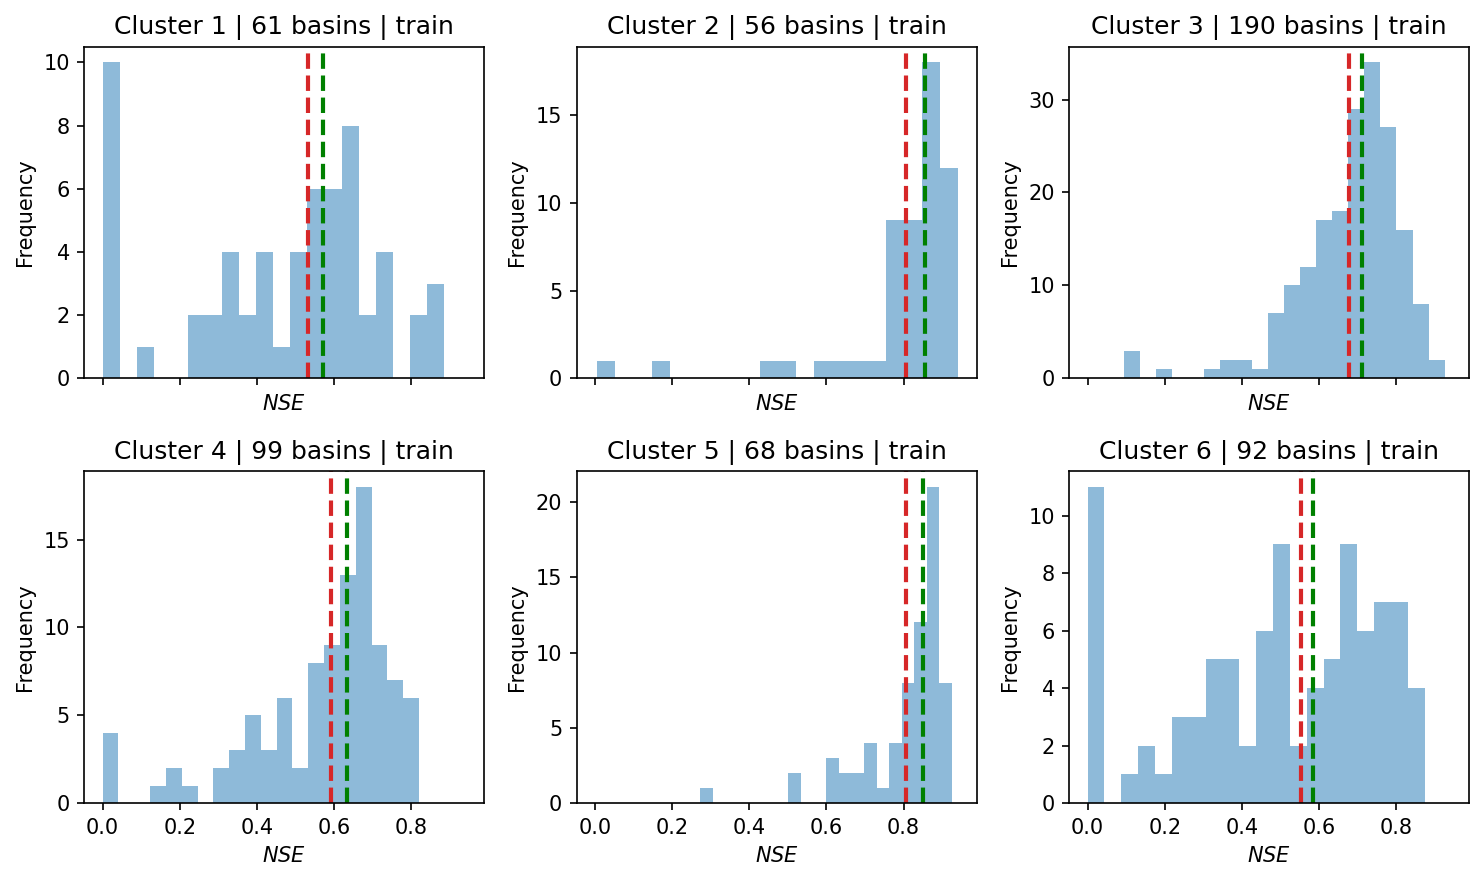 Cluster 1 | 61 basins | train
Frequency
10
8
6
4
2
0
NSE
Cluster 2 | 56 basins | train
Frequency
15
10
5
0
NSE
Cluster 3 | 190 basins | train
Frequency
30
20
10
0
NSE
Cluster 4 | 99 basins | train
Frequency
15
10
5
0
0.0 0.2 0.4 0.6 0.8
NSE
Cluster 5 | 68 basins | train
Frequency
20
15
10
5
0
0.0 0.2 0.4 0.6 0.8
NSE
Cluster 6 | 92 basins | train
Frequency
10
8
6
4
2
0
0.0 0.2 0.4 0.6 0.8
NSE